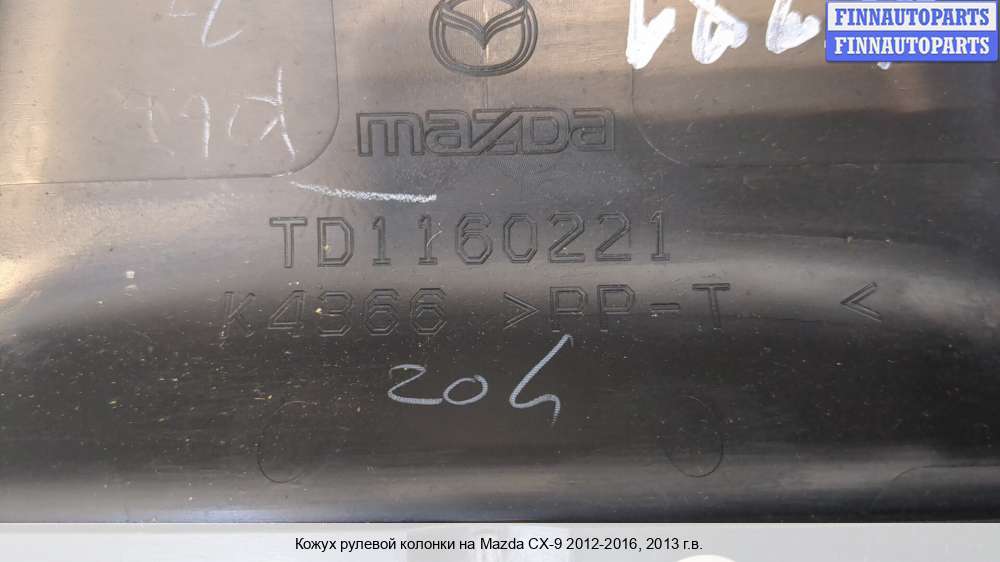 FINNAUTOPARTS
FINNAUTOPARTS
mazda
TD1160221
K4366 >PP-T <
204
Кожух рулевой колонки на Mazda CX-9 2012-2016, 2013 г.в.